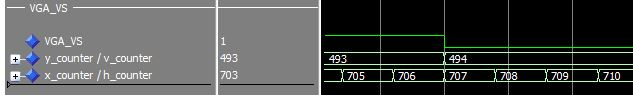 VGA_VS
VGA_VS 1
y_counter / v_counter 493 493 494
x_counter / h_counter 703 705 706 707 708 709 710